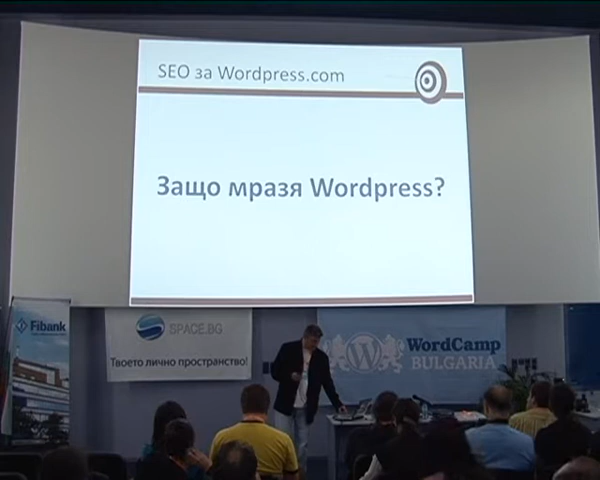 SEO за Wordpress.com
Защо мразя Wordpress?
Fibank
SPACE.BG
Твоето лично пространство!
WordCamp
BULGARIA